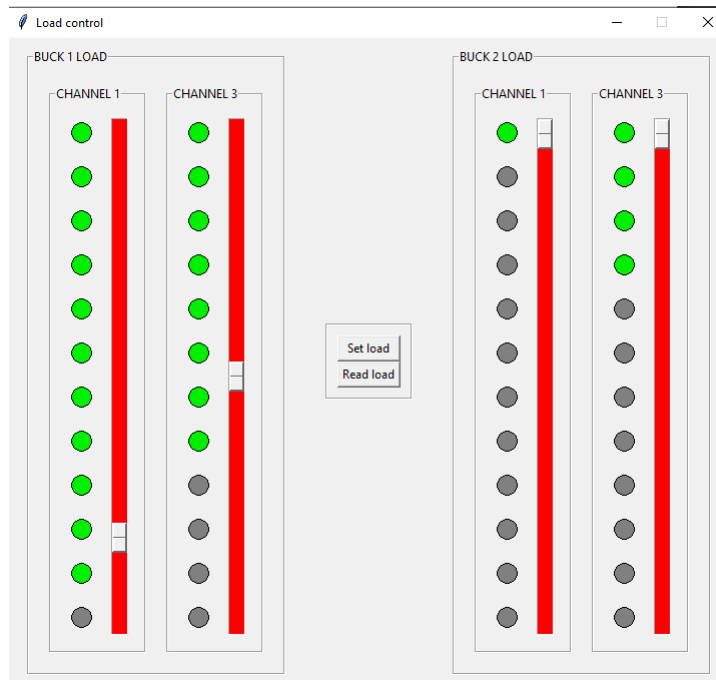 Load control
BUCK 1 LOAD
CHANNEL 1
CHANNEL 3
Set load
Read load
BUCK 2 LOAD
CHANNEL 1
CHANNEL 3